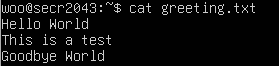 woo@secr2043:~$ cat greeting.txt
Hello World
This is a test
Goodbye World